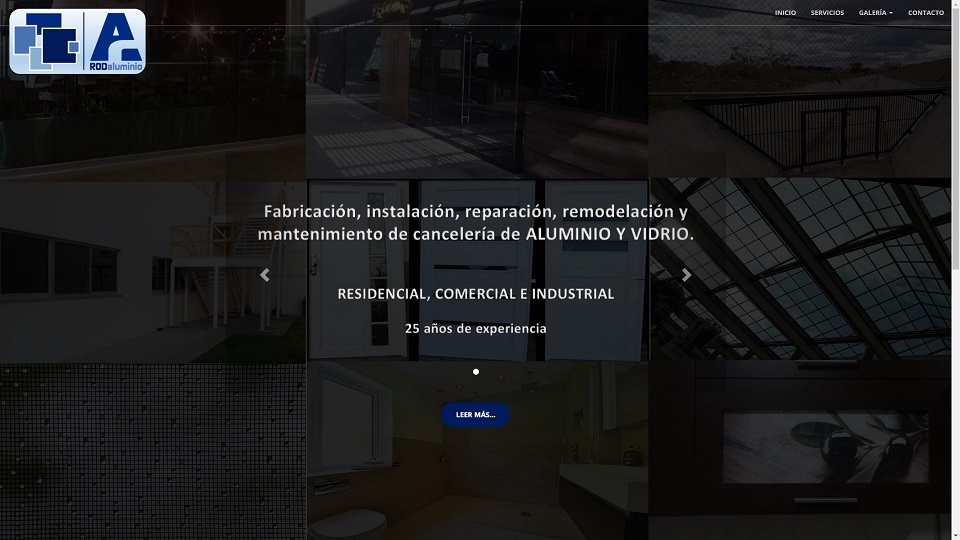 RODaluminio
INICIO
SERVICIOS
GALERÍA
CONTACTO
Fabricación, instalación, reparación, remodelación y
mantenimiento de cancelería de ALUMINIO Y VIDRIO.
RESIDENCIAL, COMERCIAL E INDUSTRIAL
25 años de experiencia
LEER MÁS...